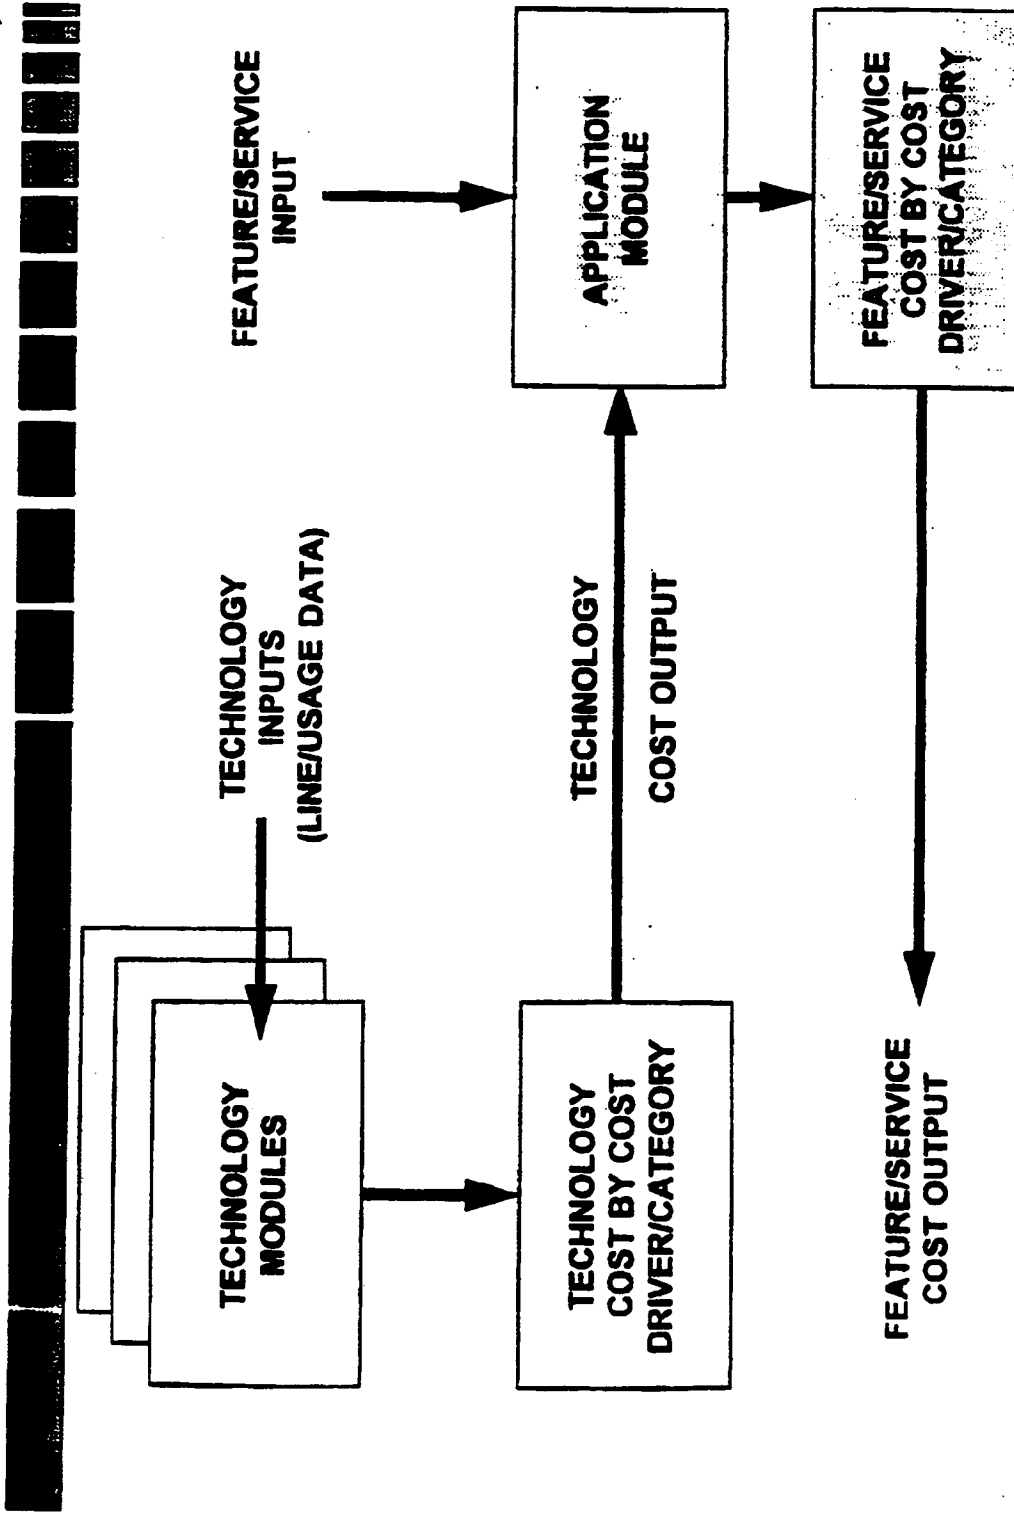 TECHNOLOGY
MODULES
TECHNOLOGY
INPUTS
(LINE/USAGE DATA)
FEATURE/SERVICE
INPUT
TECHNOLOGY
COST BY COST
DRIVER/CATEGORY
TECHNOLOGY
COST OUTPUT
APPLICATION
MODULE
FEATURE/SERVICE
COST OUTPUT
FEATURE/SERVICE
COST BY COST
DRIVER/CATEGORY